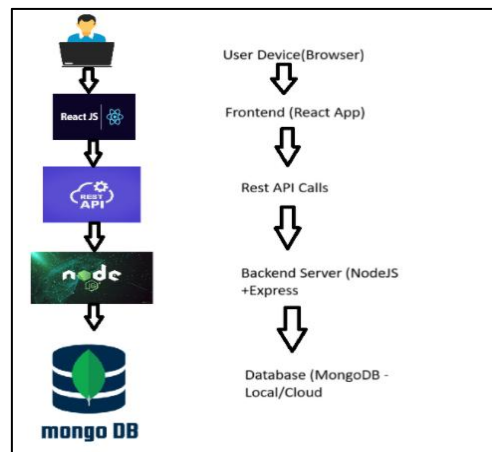 User Device(Browser)
React JS
Frontend (React App)
REST
API
Rest API Calls
node
JS
Backend Server (NodeJS
+Express
Database (MongoDB -
Local/Cloud
mongo DB